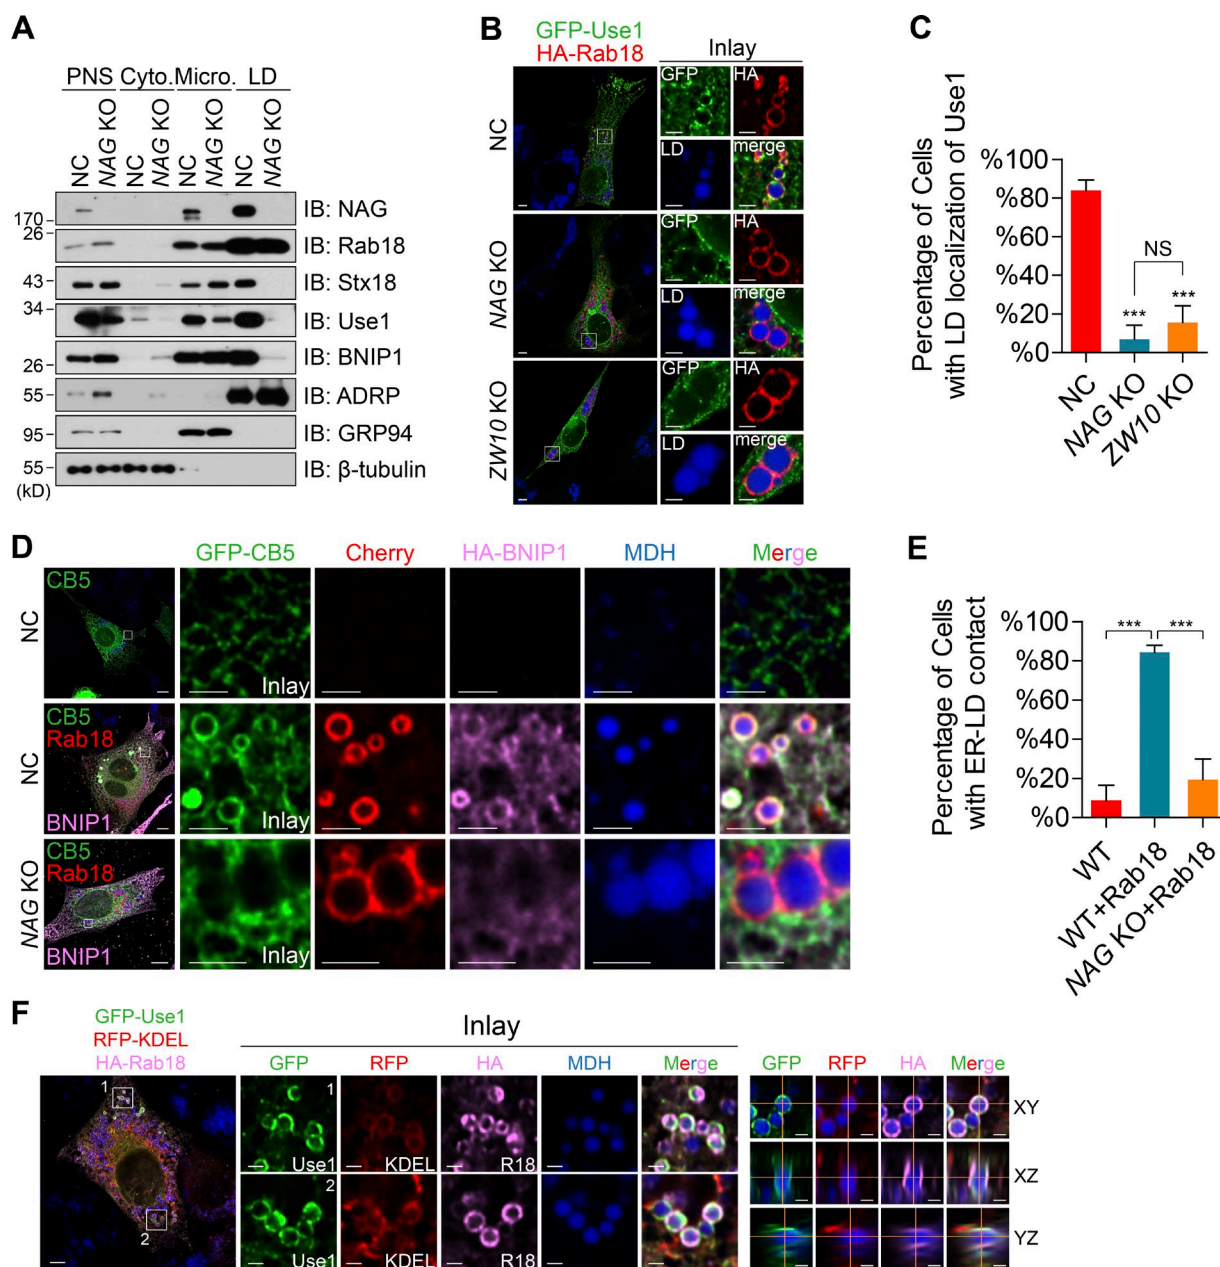 A
PNS Cyto. Micro. LD
NC
NAG KO
NC
NAG KO
NC
NAG KO
NC
NAG KO
170
IB: NAG
26
IB: Rab18
43
IB: Stx18
34
IB: Use1
26
IB: BNIP1
55
IB: ADRP
95
IB: GRP94
55
IB: β-tubulin
(kD)
B
GFP-Use1
HA-Rab18
Inlay
NC
GFP
HA
LD
merge
NAG KO
GFP
HA
LD
merge
ZW10 KO
GFP
HA
LD
merge
C
Percentage of Cells
with LD localization of Use1
%100
%80
%60
%40
%20
%0
NS
***
***
NC
NAG KO
ZW10 KO
D
GFP-CB5 Cherry HA-BNIP1 MDH Merge
NC
CB5
Inlay
NC
CB5
Rab18
BNIP1
Inlay
NAG KO
CB5
Rab18
BNIP1
Inlay
E
Percentage of Cells
with ER-LD contact
%100
%80
%60
%40
%20
%0
*** ***
WT
WT+Rab18
NAG KO+Rab18
F
GFP-Use1
RFP-KDEL
HA-Rab18
1
2
Inlay
GFP RFP HA MDH Merge
1
Use1 KDEL R18
2
Use1 KDEL R18
GFP RFP HA Merge
XY
XZ
YZ